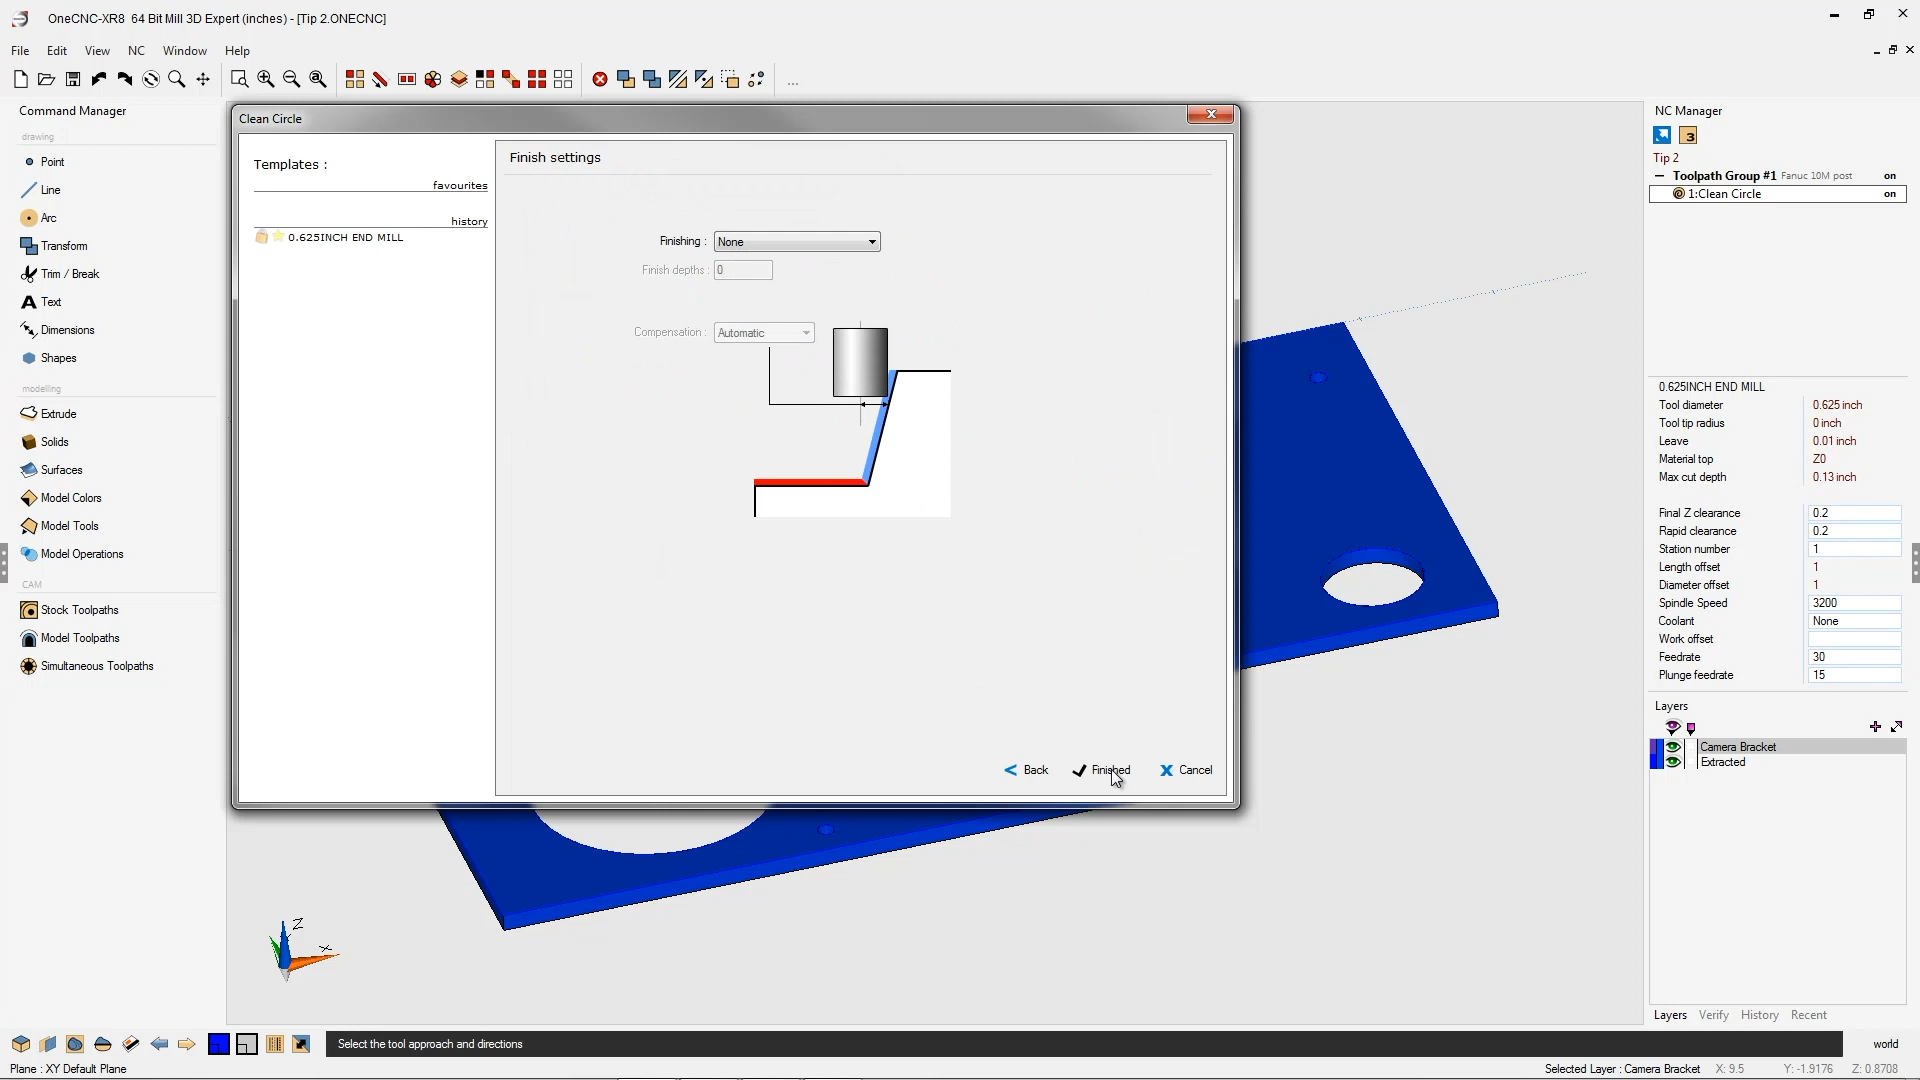 OneCNC-XR8 64 Bit Mill 3D Expert (inches) - [Tip 2.ONECNC]
File Edit View NC Window Help
...
Command Manager
drawing
Point
Line
Arc
Transform
Trim / Break
Text
Dimensions
Shapes
modelling
Extrude
Solids
Surfaces
Model Colors
Model Tools
Model Operations
CAM
Stock Toolpaths
Model Toolpaths
Simultaneous Toolpaths
Clean Circle
Templates :
favourites
history
0.625INCH END MILL
Finish settings
Finishing : None
Finish depths : 0
Compensation : Automatic
Back Finished Cancel
Z
X
NC Manager
3
Tip 2
Toolpath Group #1 Fanuc 10M post on
1:Clean Circle on
0.625INCH END MILL
Tool diameter 0.625 inch
Tool tip radius 0 inch
Leave 0.01 inch
Material top Z0
Max cut depth 0.13 inch
Final Z clearance 0.2
Rapid clearance 0.2
Station number 1
Length offset 1
Diameter offset 1
Spindle Speed 3200
Coolant None
Work offset
Feedrate 30
Plunge feedrate 15
Layers
Camera Bracket
Extracted
Layers Verify History Recent
Select the tool approach and directions
world
Plane : XY Default Plane
Selected Layer : Camera Bracket X: 9.5 Y: -1.9176 Z: 0.8708